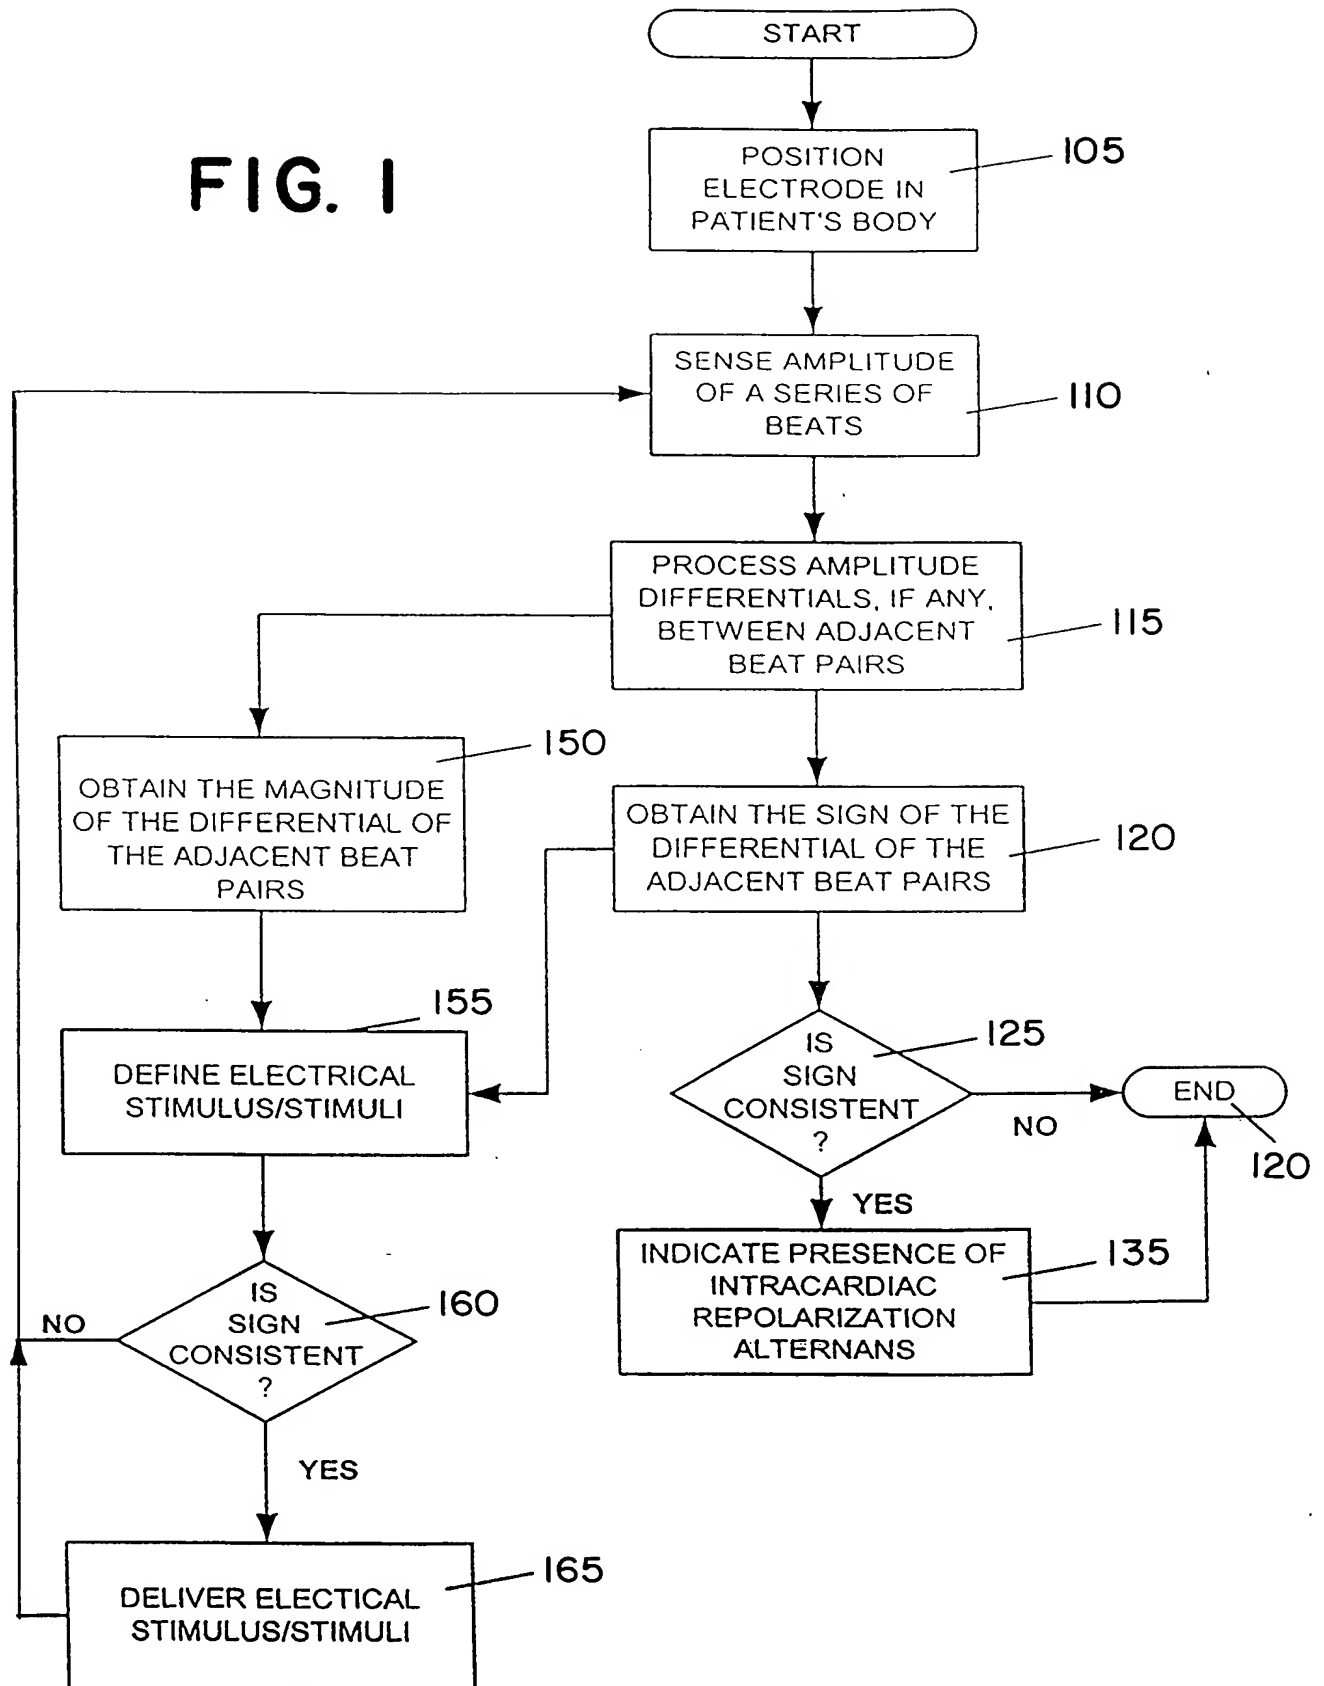 START
FIG. 1
POSITION
ELECTRODE IN
PATIENT'S BODY
105
SENSE AMPLITUDE
OF A SERIES OF
BEATS
110
PROCESS AMPLITUDE
DIFFERENTIALS, IF ANY,
BETWEEN ADJACENT
BEAT PAIRS
115
150
OBTAIN THE MAGNITUDE
OF THE DIFFERENTIAL OF
THE ADJACENT BEAT
PAIRS
OBTAIN THE SIGN OF THE
DIFFERENTIAL OF THE
ADJACENT BEAT PAIRS
120
155
DEFINE ELECTRICAL
STIMULUS/STIMULI
IS
SIGN
CONSISTENT
?
125
NO
END
120
YES
INDICATE PRESENCE OF
INTRACARDIAC
REPOLARIZATION
ALTERNANS
135
IS
SIGN
CONSISTENT
?
160
NO
YES
DELIVER ELECTICAL
STIMULUS/STIMULI
165